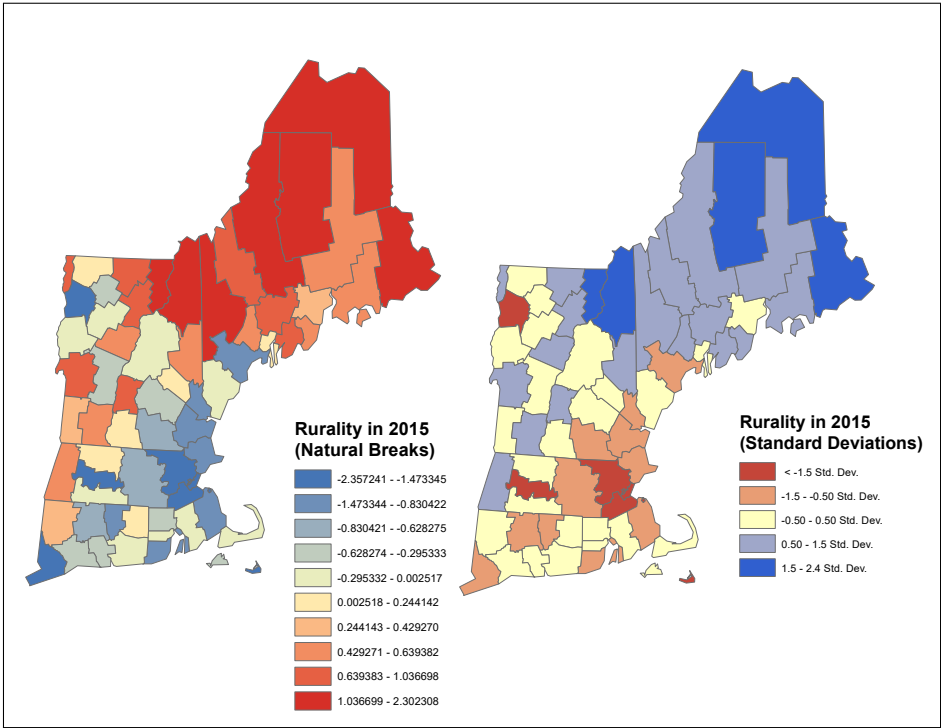 Rurality in 2015
(Natural Breaks)
-2.357241 - -1.473345
-1.473344 - -0.830422
-0.830421 - -0.628275
-0.628274 - -0.295333
-0.295332 - 0.002517
0.002518 - 0.244142
0.244143 - 0.429270
0.429271 - 0.639382
0.639383 - 1.036698
1.036699 - 2.302308
Rurality in 2015
(Standard Deviations)
< -1.5 Std. Dev.
-1.5 - -0.50 Std. Dev.
-0.50 - 0.50 Std. Dev.
0.50 - 1.5 Std. Dev.
1.5 - 2.4 Std. Dev.